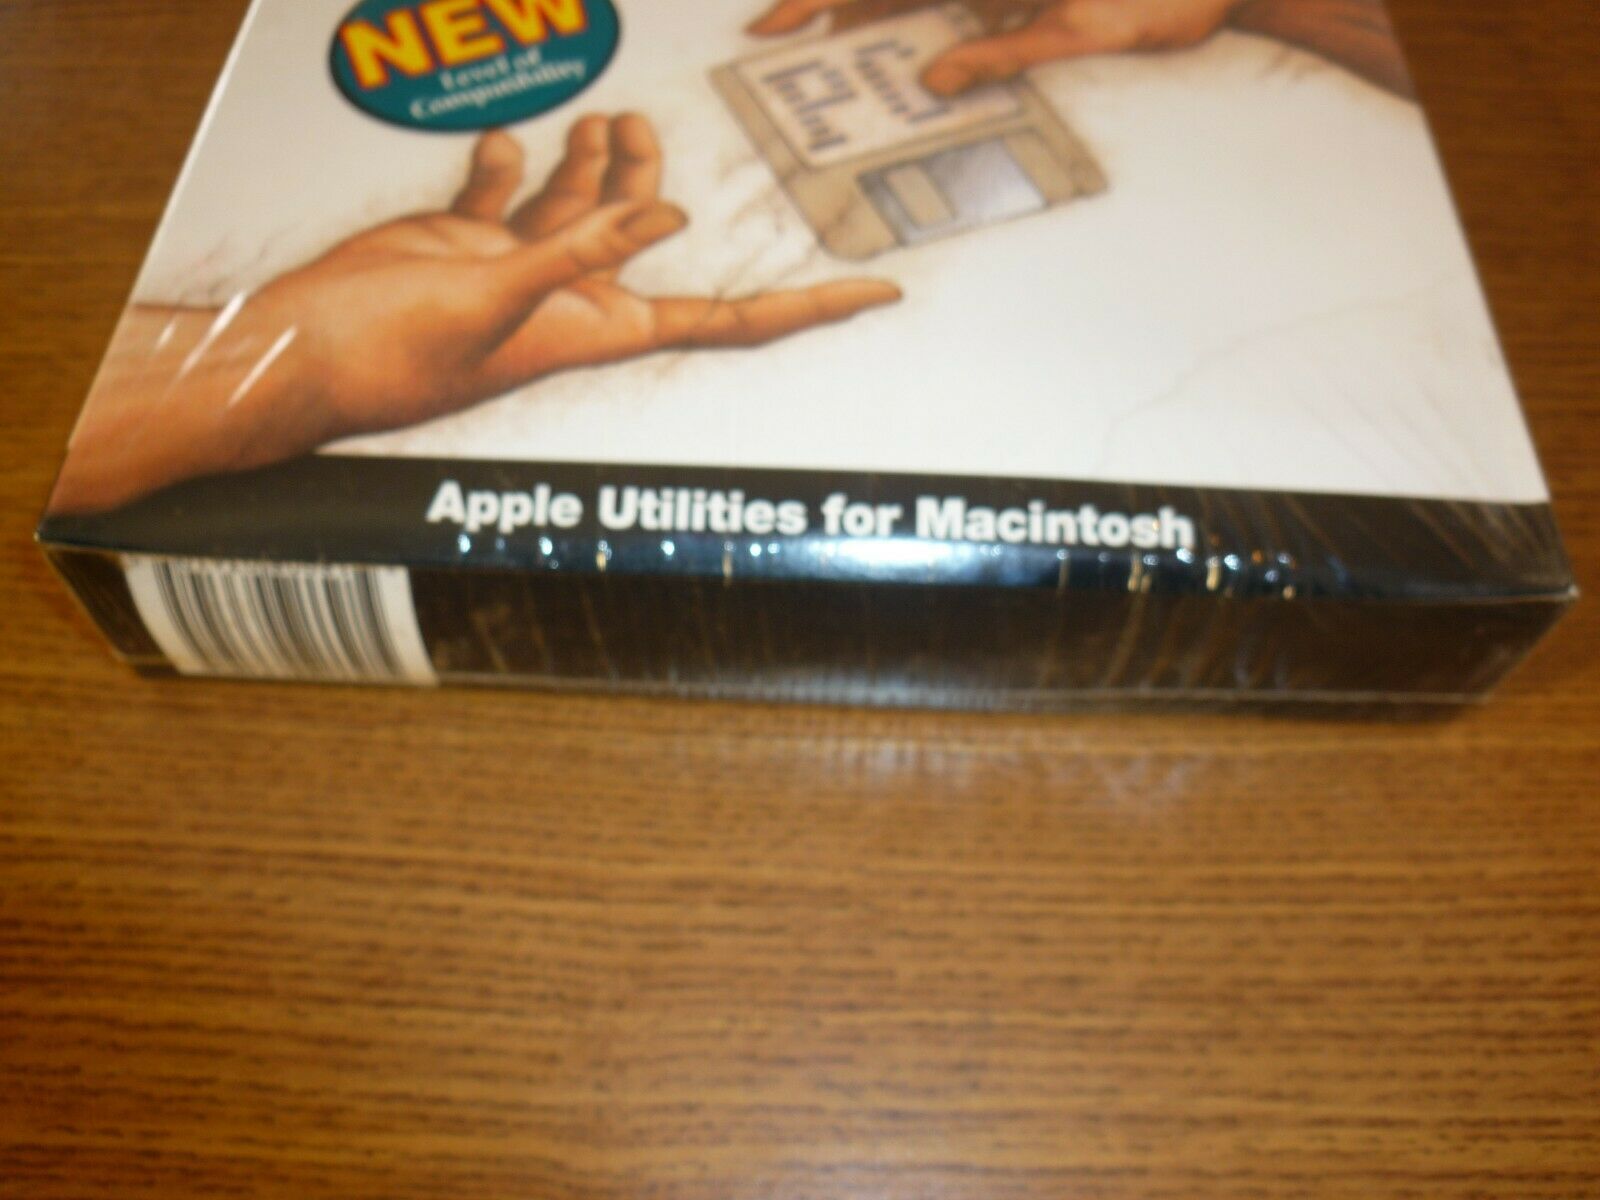 NEW
Level of
Compatibility
Apple Utilities for Macintosh